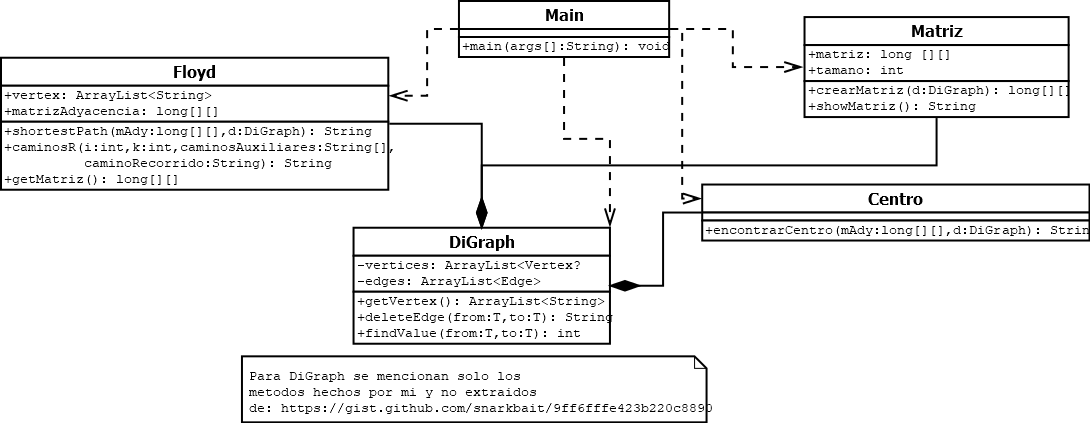 Main
+main(args[]:String): void
Matriz
+matriz: long [][]
+tamano: int
+crearMatriz(d:DiGraph): long[][]
+showMatriz(): String
Floyd
+vertex: ArrayList<String>
+matrizAdyacencia: long[][]
+shortestPath(mAdy:long[][],d:DiGraph): String
+caminosR(i:int,k:int,caminosAuxiliares:String[],
caminoRecorrido:String): String
+getMatriz(): long[][]
Centro
+encontrarCentro(mAdy:long[][],d:DiGraph): Strin
DiGraph
-vertices: ArrayList<Vertex?
-edges: ArrayList<Edge>
+getVertex(): ArrayList<String>
+deleteEdge(from:T,to:T): String
+findValue(from:T,to:T): int
Para DiGraph se mencionan solo los
metodos hechos por mi y no extraidos
de: https://gist.github.com/snarkbait/9ff6fffe423b220c8890